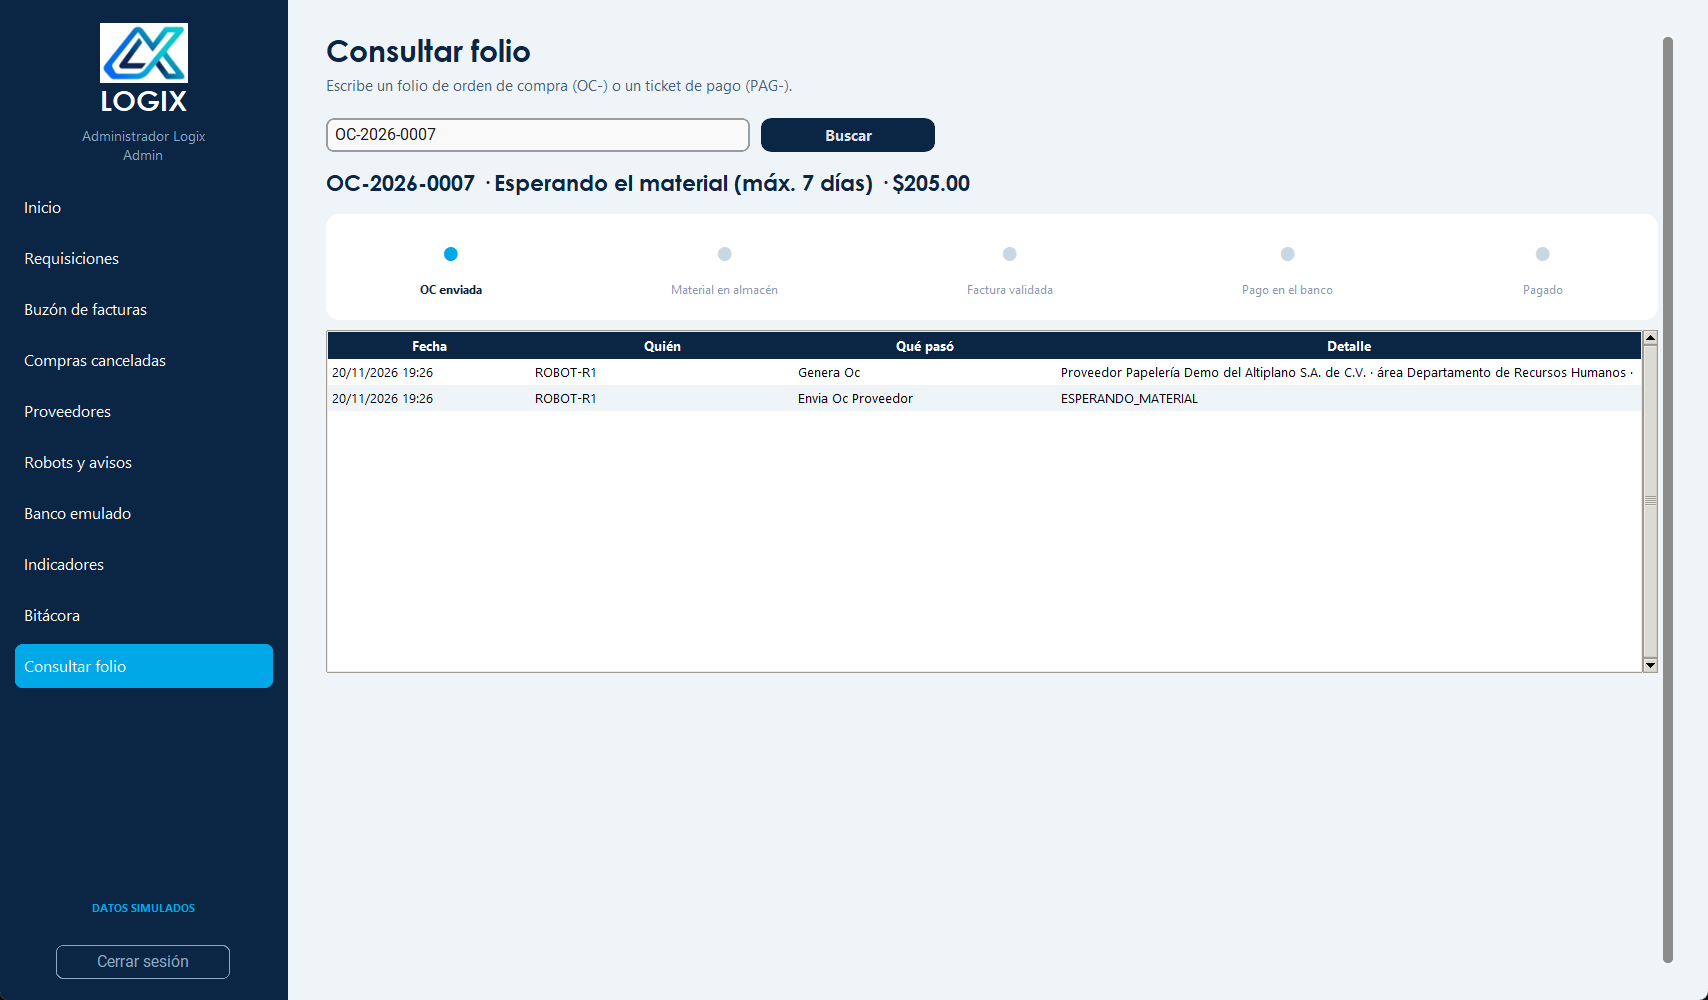 LOGIX
Administrador Logix
Admin
Inicio
Requisiciones
Buzón de facturas
Compras canceladas
Proveedores
Robots y avisos
Banco emulado
Indicadores
Bitácora
Consultar folio
DATOS SIMULADOS
Cerrar sesión
Consultar folio
Escribe un folio de orden de compra (OC-) o un ticket de pago (PAG-).
OC-2026-0007 Buscar
OC-2026-0007 · Esperando el material (máx. 7 días) · $205.00
OC enviada Material en almacén Factura validada Pago en el banco Pagado
Fecha Quién Qué pasó Detalle
20/11/2026 19:26 ROBOT-R1 Genera Oc Proveedor Papelería Demo del Altiplano S.A. de C.V. · área Departamento de Recursos Humanos ·
20/11/2026 19:26 ROBOT-R1 Envia Oc Proveedor ESPERANDO_MATERIAL